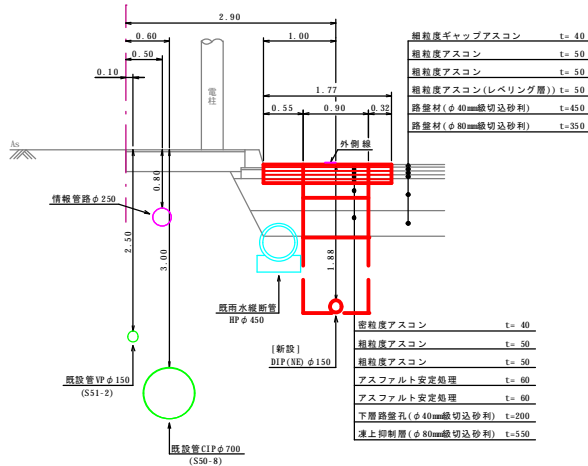 2.90
0.60
1.00
0.50
0.10
1.77
0.55
0.90
0.32
電柱
外側線
As
0.80
情報管路φ250
2.50
3.00
1.88
既雨水縦断管
HPφ450
[新設]
DIP(NE)φ150
既設管VPφ150
(S51-2)
既設管CIPφ700
(S50-8)
細粒度ギャップアスコン t= 40
粗粒度アスコン t= 50
粗粒度アスコン t= 50
粗粒度アスコン(レベリング層)) t= 50
路盤材(φ40mm級切込砂利) t=450
路盤材(φ80mm級切込砂利) t=350
密粒度アスコン t= 40
粗粒度アスコン t= 50
粗粒度アスコン t= 50
アスファルト安定処理 t= 60
アスファルト安定処理 t= 60
下層路盤孔(φ40mm級切込砂利) t=200
凍上抑制層(φ80mm級切込砂利) t=550